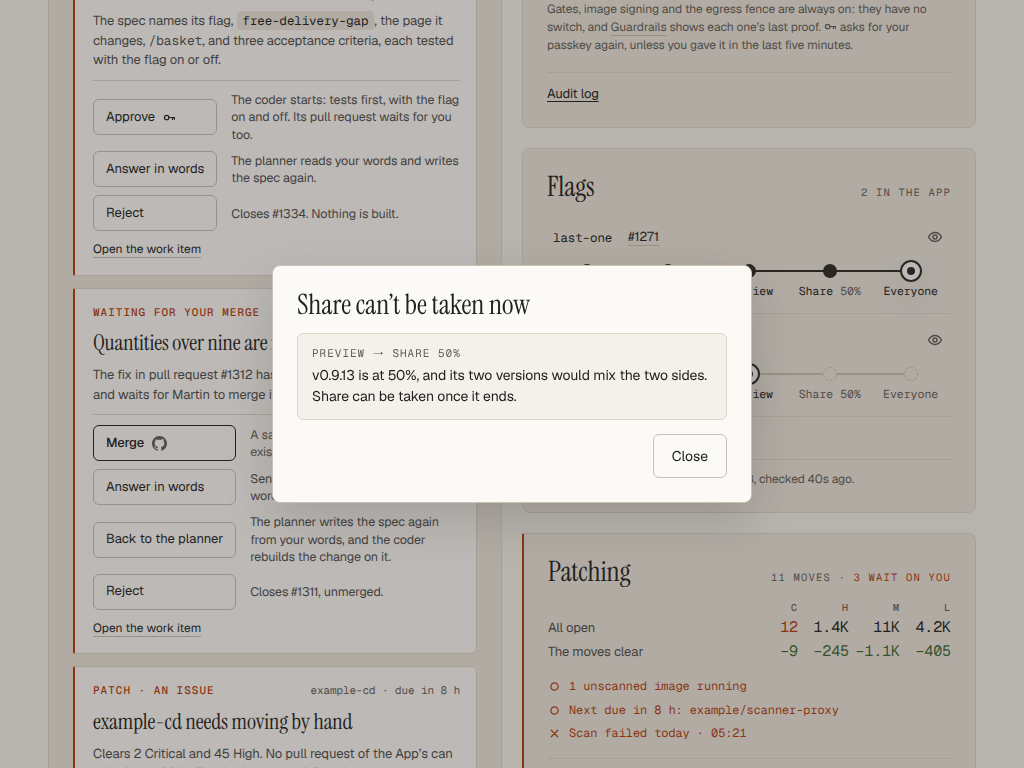 The spec names its flag, free-delivery-gap, the page it
changes, /basket, and three acceptance criteria, each tested
with the flag on or off.
Approve
The coder starts: tests first, with the flag
on and off. Its pull request waits for you
too.
Answer in words
The planner reads your words and writes
the spec again.
Reject
Closes #1334. Nothing is built.
Open the work item
WAITING FOR YOUR MERGE
Quantities over nine are
The fix in pull request #1312 has
and waits for Martin to merge
Merge
Answer in words
Back to the planner
The planner writes the spec again
from your words, and the coder
rebuilds the change on it.
Reject
Closes #1311, unmerged.
Open the work item
PATCH · AN ISSUE
example-cd · due in 8 h
example-cd needs moving by hand
Clears 2 Critical and 45 High. No pull request of the App's can
Gates, image signing and the egress fence are always on: they have no
switch, and Guardrails shows each one's last proof. asks for your
passkey again, unless you gave it in the last five minutes.
Audit log
Flags
2 IN THE APP
last-one #1271
Share 50%
Everyone
Share 50%
Everyone
, checked 40s ago.
Share can't be taken now
PREVIEW → SHARE 50%
v0.9.13 is at 50%, and its two versions would mix the two sides.
Share can be taken once it ends.
Close
Patching
11 MOVES · 3 WAIT ON YOU
C H M L
All open 12 1.4K 11K 4.2K
The moves clear −9 −245 −1.1K −405
1 unscanned image running
Next due in 8 h: example/scanner-proxy
Scan failed today · 05:21